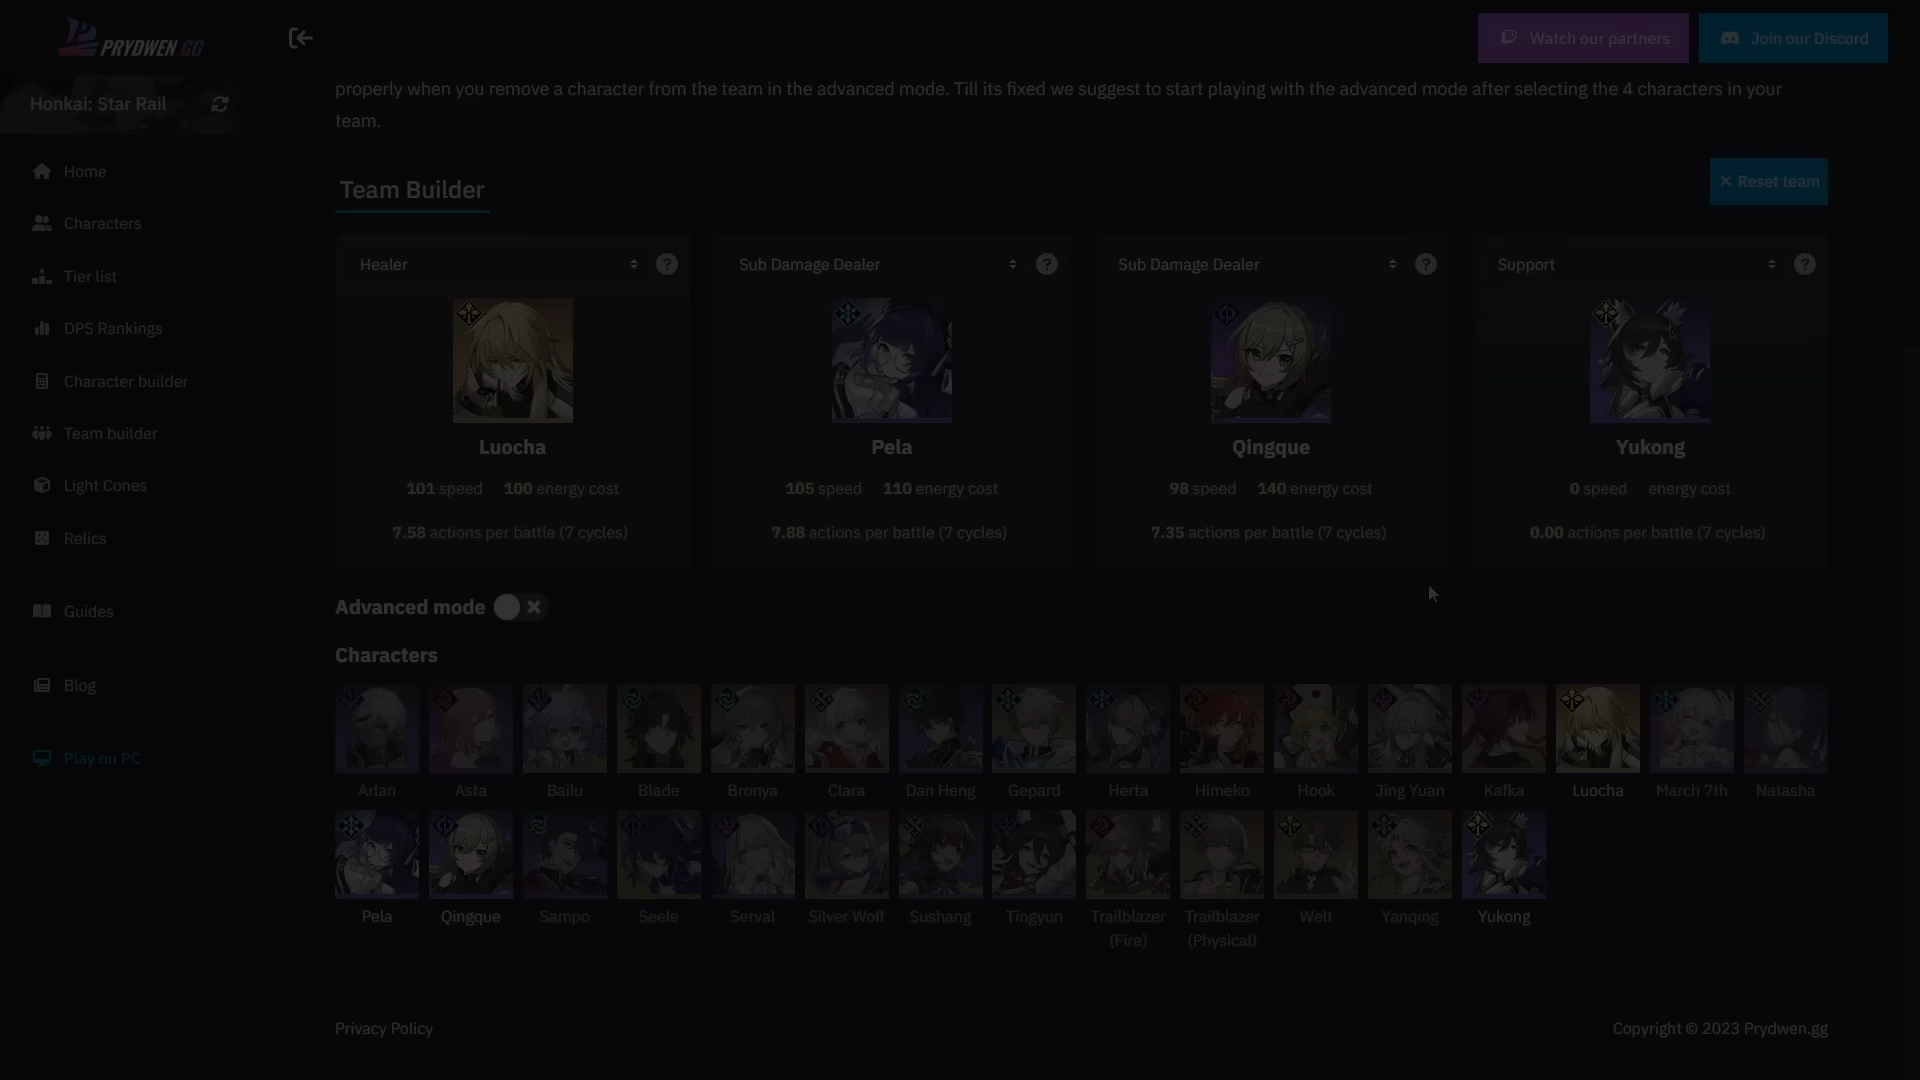 PRYDWEN.GG
Watch our partners
Join our Discord
properly when you remove a character from the team in the advanced mode. Till its fixed we suggest to start playing with the advanced mode after selecting the 4 characters in your
team.
Honkai: Star Rail
Home
Characters
Tier list
DPS Rankings
Character builder
Team builder
Light Cones
Relics
Guides
Blog
Play on PC
Team Builder
Reset team
Healer
Sub Damage Dealer
Sub Damage Dealer
Support
Luocha
Pela
Qingque
Yukong
101 speed 100 energy cost
105 speed 110 energy cost
98 speed 140 energy cost
0 speed energy cost
7.58 actions per battle (7 cycles)
7.88 actions per battle (7 cycles)
7.35 actions per battle (7 cycles)
0.00 actions per battle (7 cycles)
Advanced mode
Characters
Arlan Asta Bailu Blade Bronya Clara Dan Heng Gepard Herta Himeko Hook Jing Yuan Kafka Luocha March 7th Natasha
Pela Qingque Sampo Seele Serval Silver Wolf Sushang Tingyun Trailblazer Trailblazer Welt Yanqing Yukong
(Fire) (Physical)
Privacy Policy
Copyright © 2023 Prydwen.gg